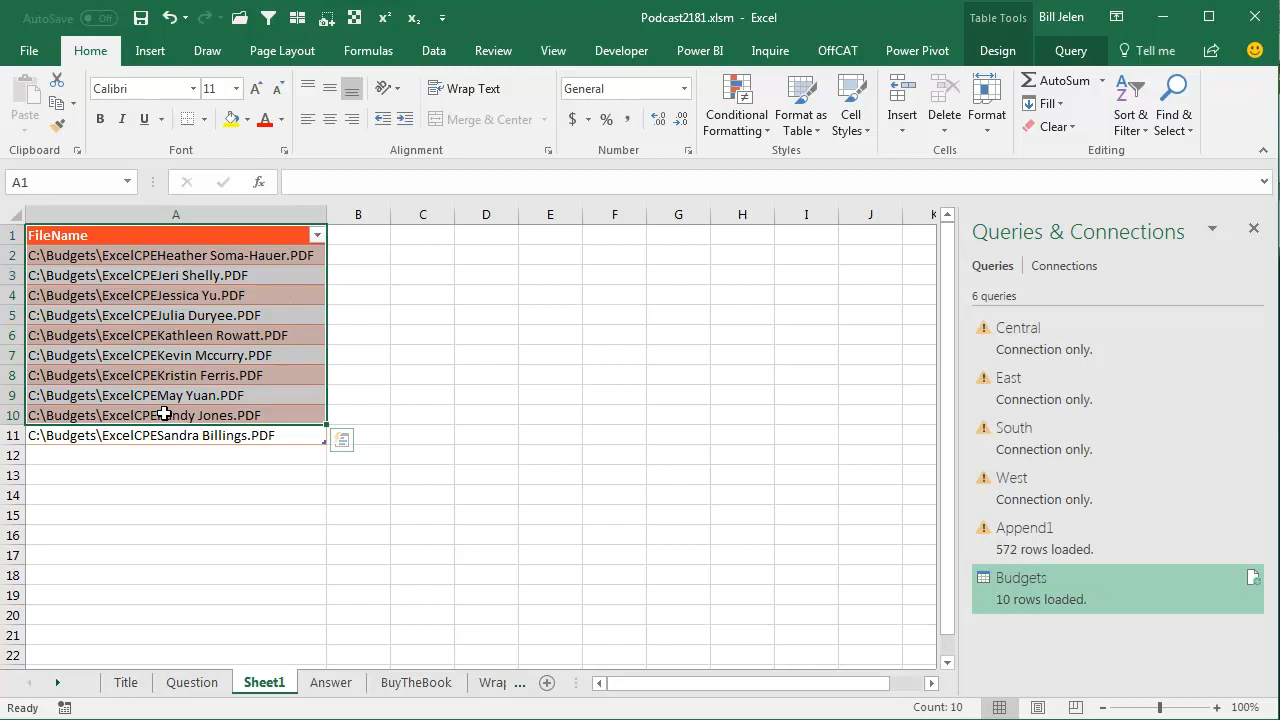 AutoSave Off
Podcast2181.xlsm - Excel
Table Tools
Bill Jelen
File Home Insert Draw Page Layout Formulas Data Review View Developer Power BI Inquire OffCAT Power Pivot Design Query Tell me
Paste
Calibri 11
Wrap Text
General
Conditional Formatting
Format as Table
Cell Styles
Insert
Delete
Format
AutoSum
Fill
Clear
Sort & Filter
Find & Select
B I U A
Merge & Center
$ %
Clipboard Font Alignment Number Styles Cells Editing
A1
fx
A B C D E F G H I J K
1 FileName
2 C:\Budgets\ExcelCPEHeather Soma-Hauer.PDF
3 C:\Budgets\ExcelCPEJeri Shelly.PDF
4 C:\Budgets\ExcelCPEJessica Yu.PDF
5 C:\Budgets\ExcelCPEJulia Duryee.PDF
6 C:\Budgets\ExcelCPEKathleen Rowatt.PDF
7 C:\Budgets\ExcelCPEKevin Mccurry.PDF
8 C:\Budgets\ExcelCPEKristin Ferris.PDF
9 C:\Budgets\ExcelCPEMay Yuan.PDF
10 Jones.PDF
11 C:\Budgets\ExcelCPESandra Billings.PDF
12
13
14
15
16
17
18
19
20
21
22
Queries & Connections
Queries Connections
6 queries
Central
Connection only.
East
Connection only.
South
Connection only.
West
Connection only.
Append1
572 rows loaded.
Budgets
10 rows loaded.
Title Question Sheet1 Answer BuyTheBook Wrap ...
Ready
Count: 10
100%